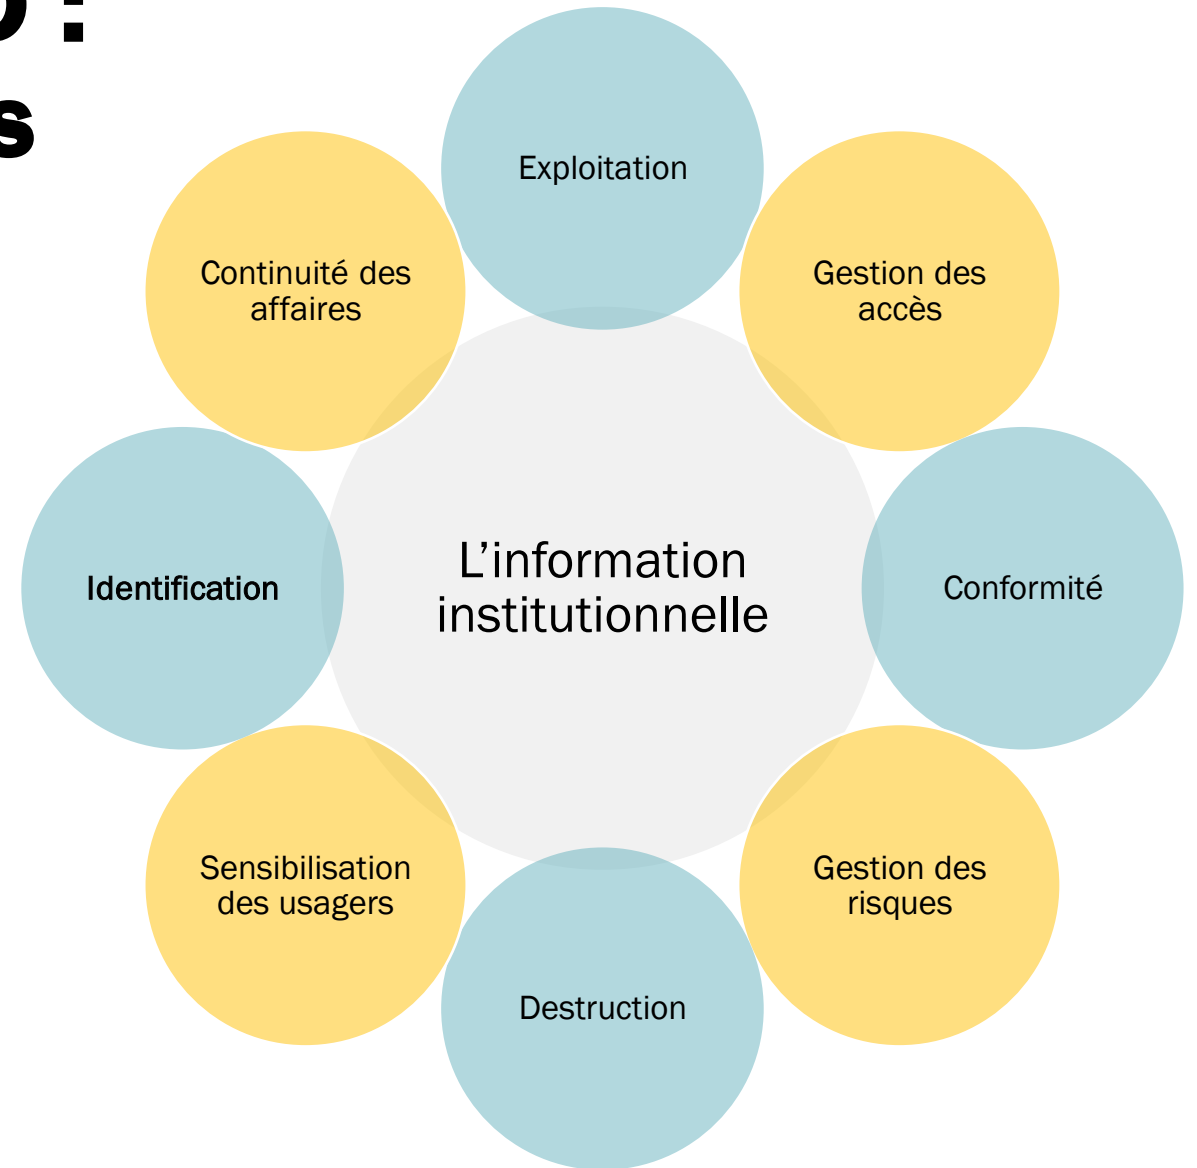 s
Exploitation
Continuité des
affaires
Gestion des
accès
Identification
L’information
institutionnelle
Conformité
Sensibilisation
des usagers
Gestion des
risques
Destruction